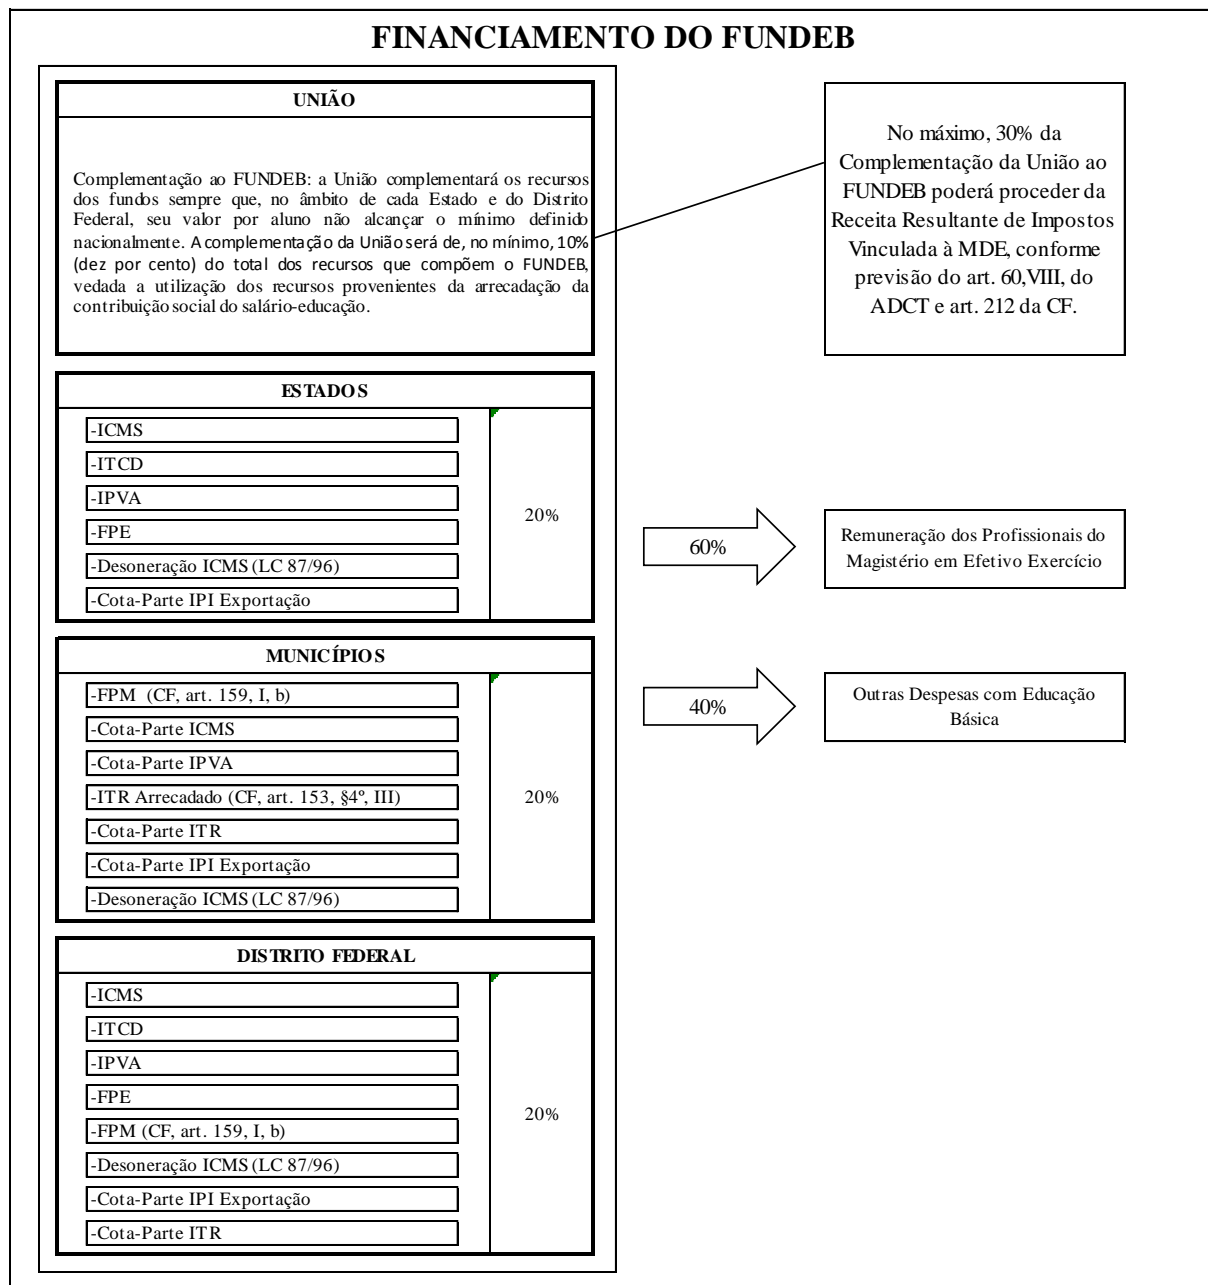 FINANCIAMENTO DO FUNDEB
UNIÃO
Complementação ao FUNDEB: a União complementará os recursos
dos fundos sempre que, no âmbito de cada Estado e do Distrito
Federal, seu valor por aluno não alcançar o mínimo definido
nacionalmente. A complementação da União será de, no mínimo, 10%
(dez por cento) do total dos recursos que compõem o FUNDEB,
vedada a utilização dos recursos provenientes da arrecadação da
contribuição social do salário-educação.
No máximo, 30% da
Complementação da União ao
FUNDEB poderá proceder da
Receita Resultante de Impostos
Vinculada à MDE, conforme
previsão do art. 60,VIII, do
ADCT e art. 212 da CF.
ESTADOS
-ICMS
-ITCD
-IPVA
-FPE
-Desoneração ICMS (LC 87/96)
-Cota-Parte IPI Exportação
20%
60%
Remuneração dos Profissionais do
Magistério em Efetivo Exercício
MUNICÍPIOS
-FPM (CF, art. 159, I, b)
-Cota-Parte ICMS
-Cota-Parte IPVA
-ITR Arrecadado (CF, art. 153, §4º, III)
-Cota-Parte ITR
-Cota-Parte IPI Exportação
-Desoneração ICMS (LC 87/96)
20%
40%
Outras Despesas com Educação
Básica
DISTRITO FEDERAL
-ICMS
-ITCD
-IPVA
-FPE
-FPM (CF, art. 159, I, b)
-Desoneração ICMS (LC 87/96)
-Cota-Parte IPI Exportação
-Cota-Parte ITR
20%